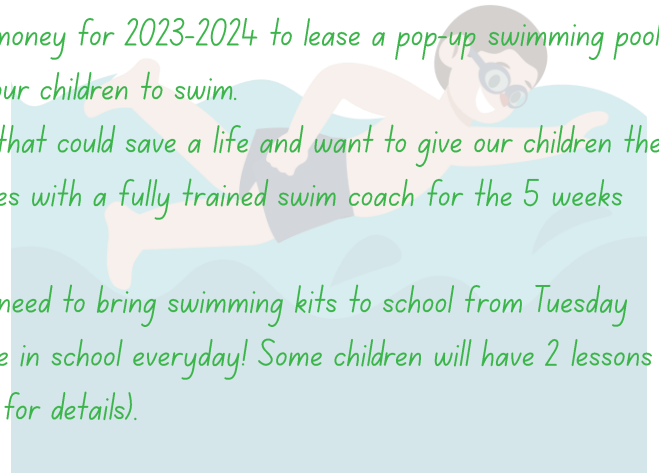 money for 2023-2024 to lease a pop-up swimming pool
our children to swim.
that could save a life and want to give our children the
es with a fully trained swim coach for the 5 weeks
need to bring swimming kits to school from Tuesday
e in school everyday! Some children will have 2 lessons
for details).